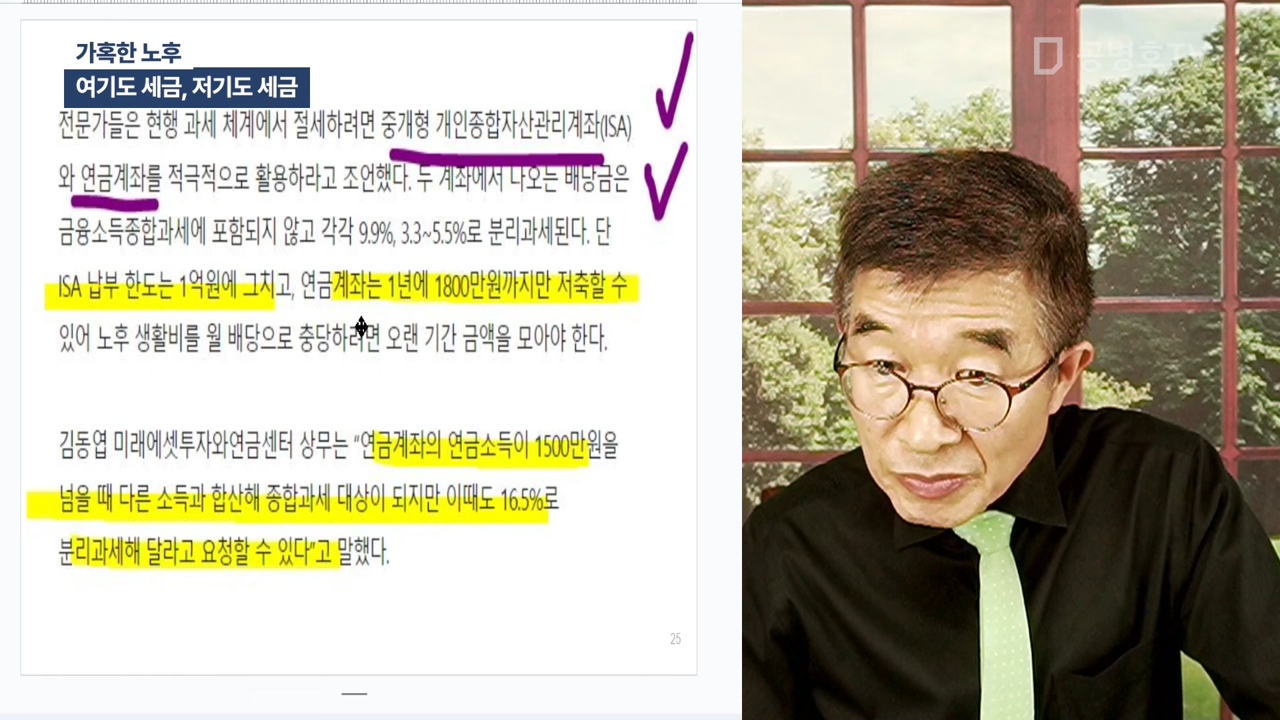 가혹한 노후
여기도 세금, 저기도 세금
공병호TV
전문가들은 현행 과세 체계에서 절세하려면 중개형 개인종합자산관리계좌(ISA)
와 연금계좌를 적극적으로 활용하라고 조언했다. 두 계좌에서 나오는 배당금은
금융소득종합과세에 포함되지 않고 각각 9.9%, 3.3~5.5%로 분리과세된다. 단
ISA 납부 한도는 1억원에 그치고, 연금계좌는 1년에 1800만원까지만 저축할 수
있어 노후 생활비를 월 배당으로 충당하려면 오랜 기간 금액을 모아야 한다.
김동엽 미래에셋투자와연금센터 상무는 “연금계좌의 연금소득이 1500만원을
넘을 때 다른 소득과 합산해 종합과세 대상이 되지만 이때도 16.5%로
분리과세해 달라고 요청할 수 있다”고 말했다.
25